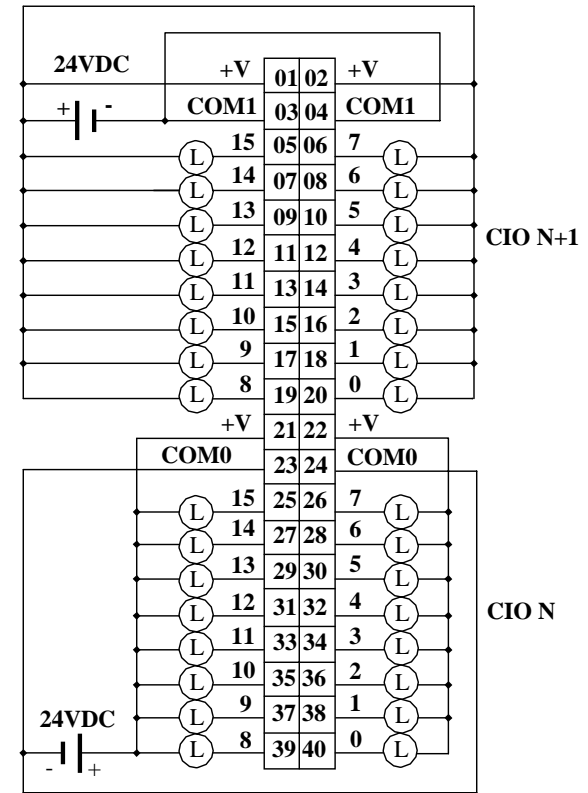 24VDC +V 01 02 +V
+ - COM1 03 04 COM1
L 15 05 06 7 L
L 14 07 08 6 L
L 13 09 10 5 L
CIO N+1
L 12 11 12 4 L
L 11 13 14 3 L
L 10 15 16 2 L
L 9 17 18 1 L
L 8 19 20 0 L
+V 21 22 +V
COM0 23 24 COM0
L 15 25 26 7 L
L 14 27 28 6 L
L 13 29 30 5 L
L 12 31 32 4 L
CIO N
L 11 33 34 3 L
L 10 35 36 2 L
24VDC L 9 37 38 1 L
- + L 8 39 40 0 L